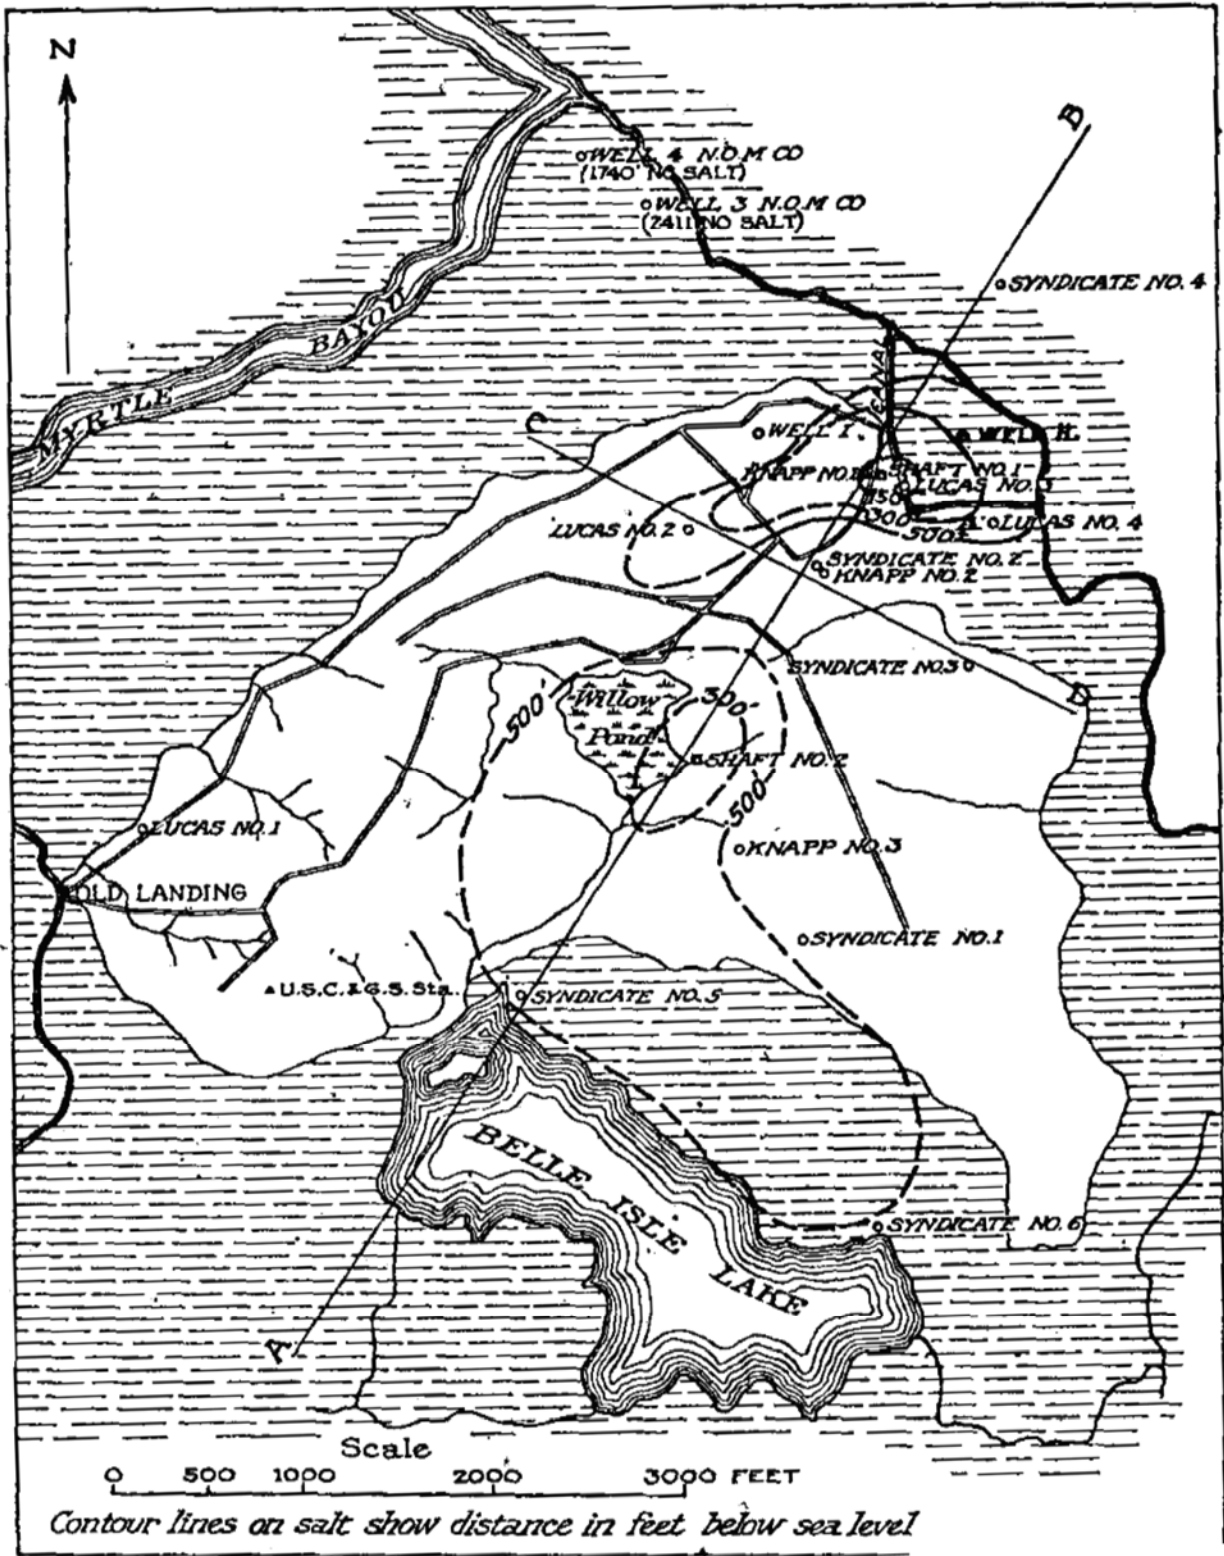 N
B
WELL 4 N.O.M CO
(1740' NO SALT)
WELL 3 N.O.M CO
(2411 NO SALT)
SYNDICATE NO. 4
MYRTLE BAYOU
CANAL
C
WELL I.
WELL II.
KNAPP NO.
SHAFT NO. 1
LUCAS NO. 3
150
300'
500'
LUCAS NO. 2
A
LUCAS NO. 4
SYNDICATE NO. 2
KNAPP NO. 2
SYNDICATE NO. 3
D
500'
Willow
Pond
300'
SHAFT NO. 2
500'
LUCAS NO. 1
KNAPP NO. 3
OLD LANDING
SYNDICATE NO. 1
U.S.C. & G.S. Sta.
SYNDICATE NO. 5
BELLE ISLE LAKE
SYNDICATE NO. 6
A
Scale
0 500 1000 2000 3000 FEET
Contour lines on salt show distance in feet below sea level